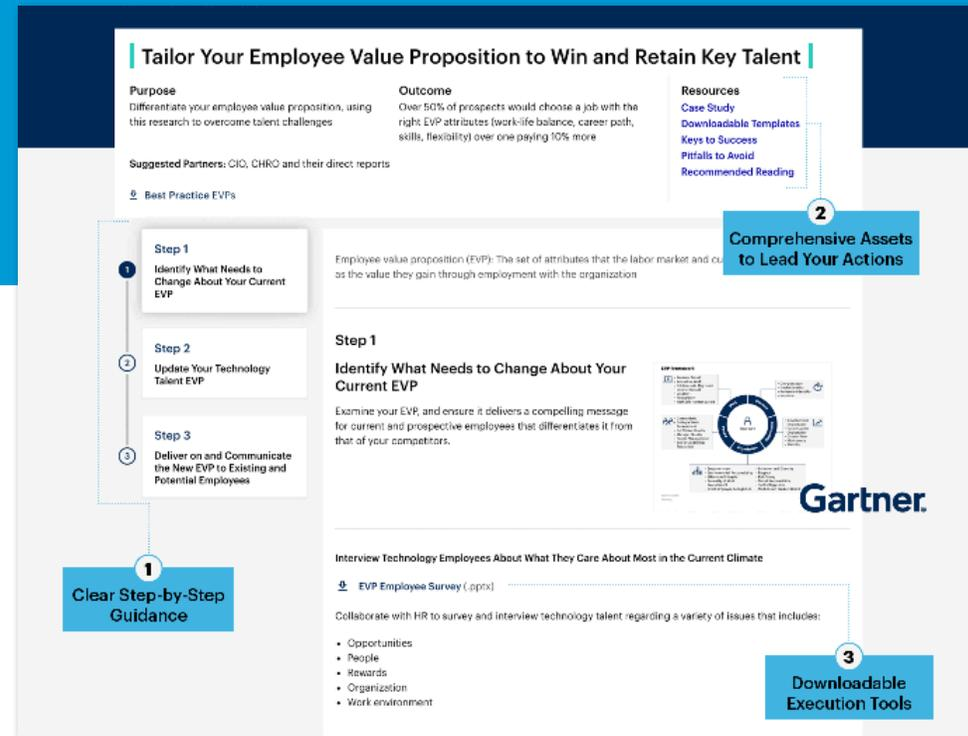 Tailor Your Employee Value Proposition to Win and Retain Key Talent
Purpose
Differentiate your employee value proposition, using
this research to overcome talent challenges
Outcome
Over 50% of prospects would choose a job with the
right EVP attributes (work-life balance, career path,
skills, flexibility) over one paying 10% more
Resources
Case Study
Downloadable Templates
Keys to Success
Pitfalls to Avoid
Recommended Reading
Suggested Partners: CIO, CHRO and their direct reports
Best Practice EVPs
2
Comprehensive Assets
to Lead Your Actions
1
Step 1
Identify What Needs to
Change About Your Current
EVP
2
Step 2
Update Your Technology
Talent EVP
3
Step 3
Deliver on and Communicate
the New EVP to Existing and
Potential Employees
1
Clear Step-by-Step
Guidance
Employee value proposition (EVP): The set of attributes that the labor market and cu
as the value they gain through employment with the organization
Step 1
Identify What Needs to Change About Your
Current EVP
Examine your EVP, and ensure it delivers a compelling message
for current and prospective employees that differentiates it from
that of your competitors.
Gartner
Interview Technology Employees About What They Care About Most in the Current Climate
EVP Employee Survey (.pptx)
Collaborate with HR to survey and interview technology talent regarding a variety of issues that includes:
• Opportunities
• People
• Rewards
• Organization
• Work environment
3
Downloadable
Execution Tools